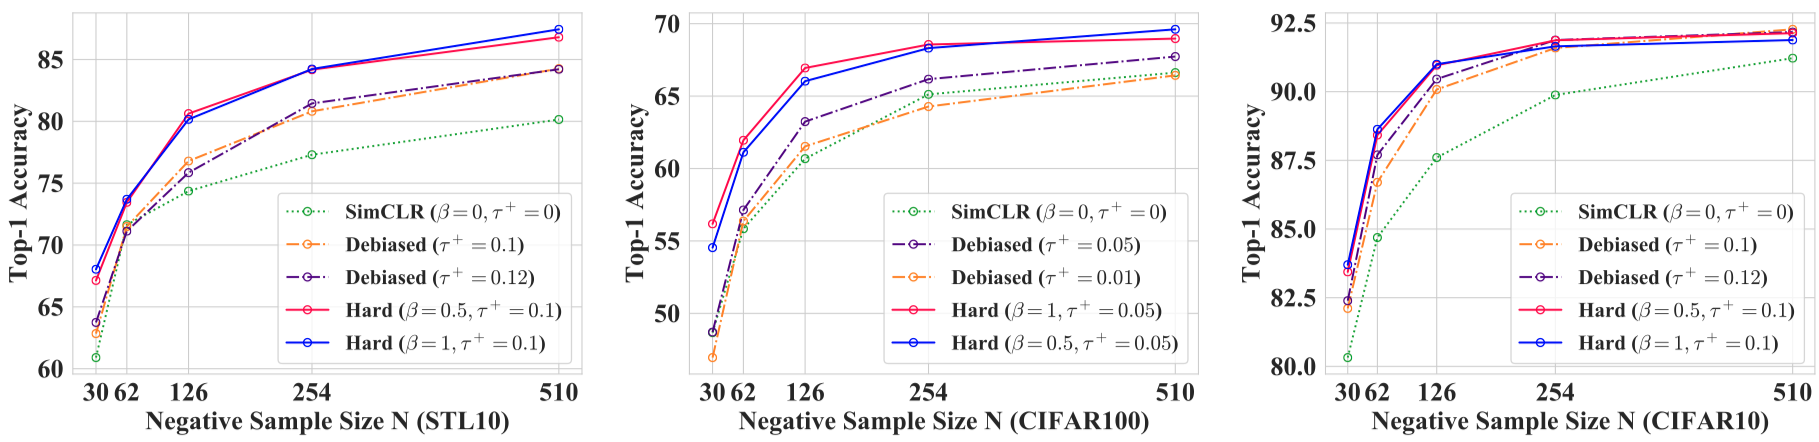 Top-1 Accuracy
85
80
75
70
65
60
30 62 126 254 510
Negative Sample Size N (STL10)
SimCLR (β=0, τ⁺=0)
Debiased (τ⁺=0.1)
Debiased (τ⁺=0.12)
Hard (β=0.5, τ⁺=0.1)
Hard (β=1, τ⁺=0.1)
Top-1 Accuracy
70
65
60
55
50
30 62 126 254 510
Negative Sample Size N (CIFAR100)
SimCLR (β=0, τ⁺=0)
Debiased (τ⁺=0.05)
Debiased (τ⁺=0.01)
Hard (β=1, τ⁺=0.05)
Hard (β=0.5, τ⁺=0.05)
Top-1 Accuracy
92.5
90.0
87.5
85.0
82.5
80.0
30 62 126 254 510
Negative Sample Size N (CIFAR10)
SimCLR (β=0, τ⁺=0)
Debiased (τ⁺=0.1)
Debiased (τ⁺=0.12)
Hard (β=0.5, τ⁺=0.1)
Hard (β=1, τ⁺=0.1)